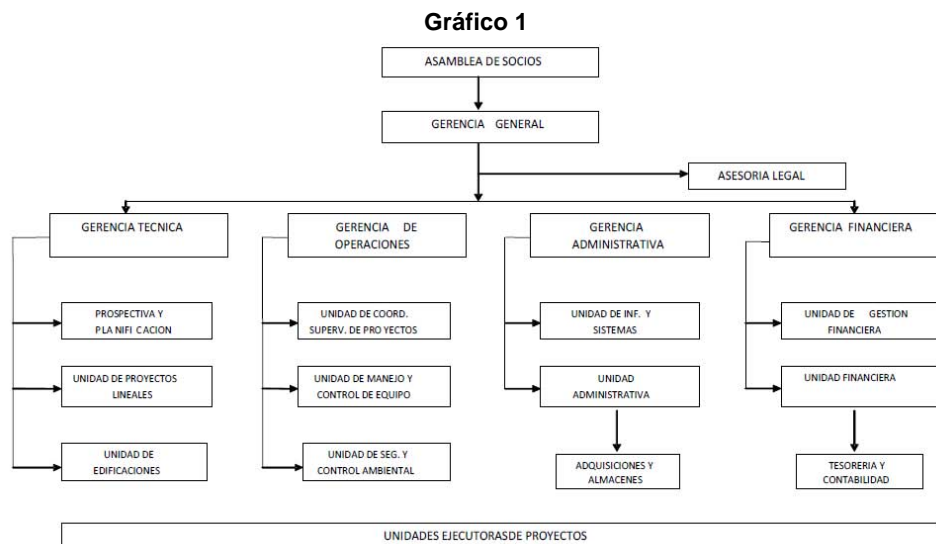 Gráfico 1
ASAMBLEA DE SOCIOS
GERENCIA GENERAL
ASESORIA LEGAL
GERENCIA TECNICA
GERENCIA DE
OPERACIONES
GERENCIA
ADMINISTRATIVA
GERENCIA FINANCIERA
PROSPECTIVA Y
PLA NIFI CACION
UNIDAD DE COORD.
SUPERV. DE PRO YECTOS
UNIDAD DE INF. Y
SISTEMAS
UNIDAD DE GESTION
FINANCIERA
UNIDAD DE PROYECTOS
LINEALES
UNIDAD DE MANEJO Y
CONTROL DE EQUIPO
UNIDAD
ADMINISTRATIVA
UNIDAD FINANCIERA
UNIDAD DE
EDIFICACIONES
UNIDAD DE SEG. Y
CONTROL AMBIENTAL
ADQUISICIONES Y
ALMACENES
TESORERIA Y
CONTABILIDAD
UNIDADES EJECUTORASDE PROYECTOS